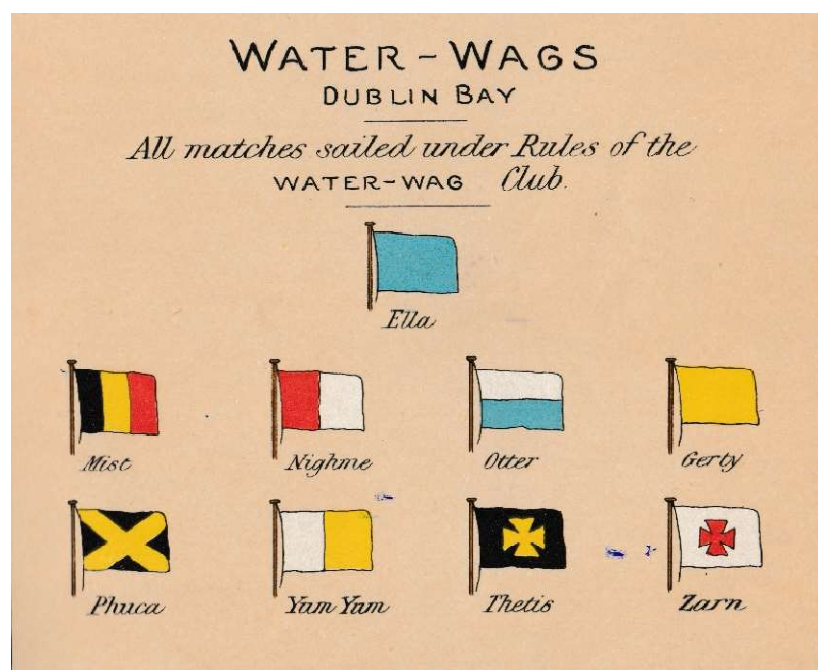 WATER-WAGS
DUBLIN BAY
All matches sailed under Rules of the
WATER-WAG Club.
Ella
Mist Nighme Otter Gerty
Phuca Yum Yum Thetis Zarn